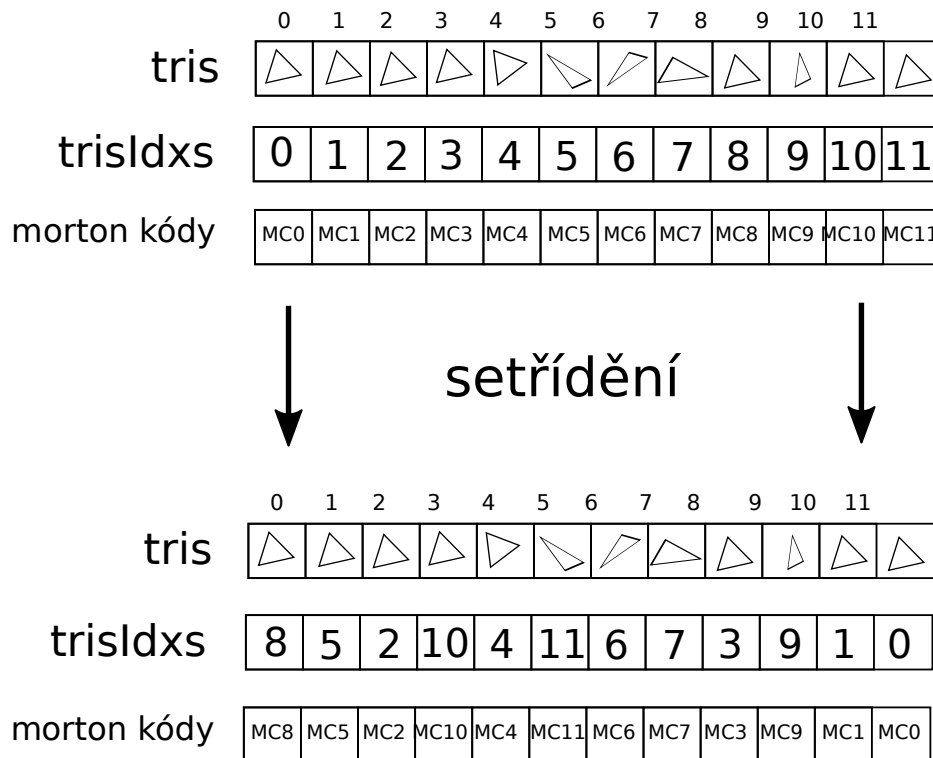 0 1 2 3 4 5 6 7 8 9 10 11
tris
trisIdxs 0 1 2 3 4 5 6 7 8 9 10 11
morton kódy MC0 MC1 MC2 MC3 MC4 MC5 MC6 MC7 MC8 MC9 MC10 MC11
setřídění
0 1 2 3 4 5 6 7 8 9 10 11
tris
trisIdxs 8 5 2 10 4 11 6 7 3 9 1 0
morton kódy MC8 MC5 MC2 MC10 MC4 MC11 MC6 MC7 MC3 MC9 MC1 MC0